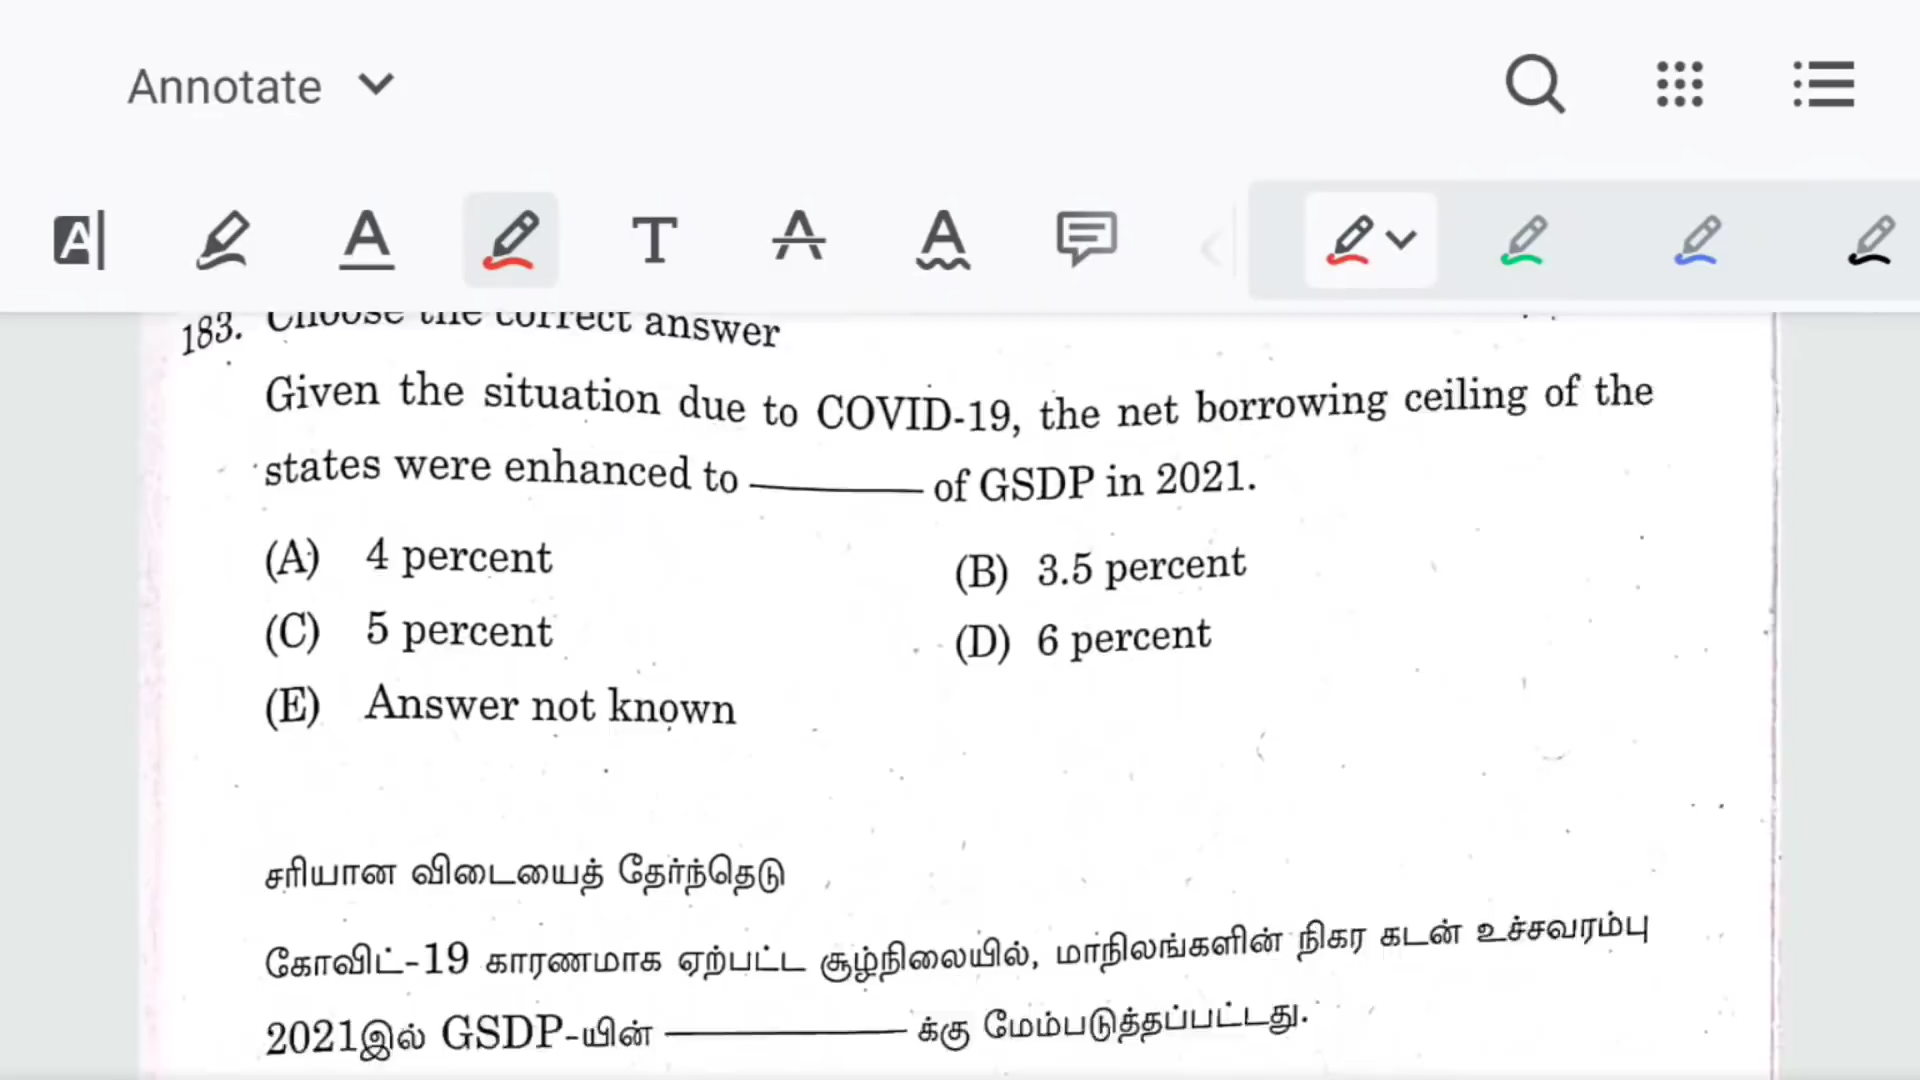 Annotate
183. Choose the correct answer
Given the situation due to COVID-19, the net borrowing ceiling of the
states were enhanced to ________ of GSDP in 2021.
(A) 4 percent (B) 3.5 percent
(C) 5 percent (D) 6 percent
(E) Answer not known
சரியான விடையைத் தேர்ந்தெடு
கோவிட்-19 காரணமாக ஏற்பட்ட சூழ்நிலையில், மாநிலங்களின் நிகர கடன் உச்சவரம்பு
2021இல் GSDP-யின் ________ க்கு மேம்படுத்தப்பட்டது.